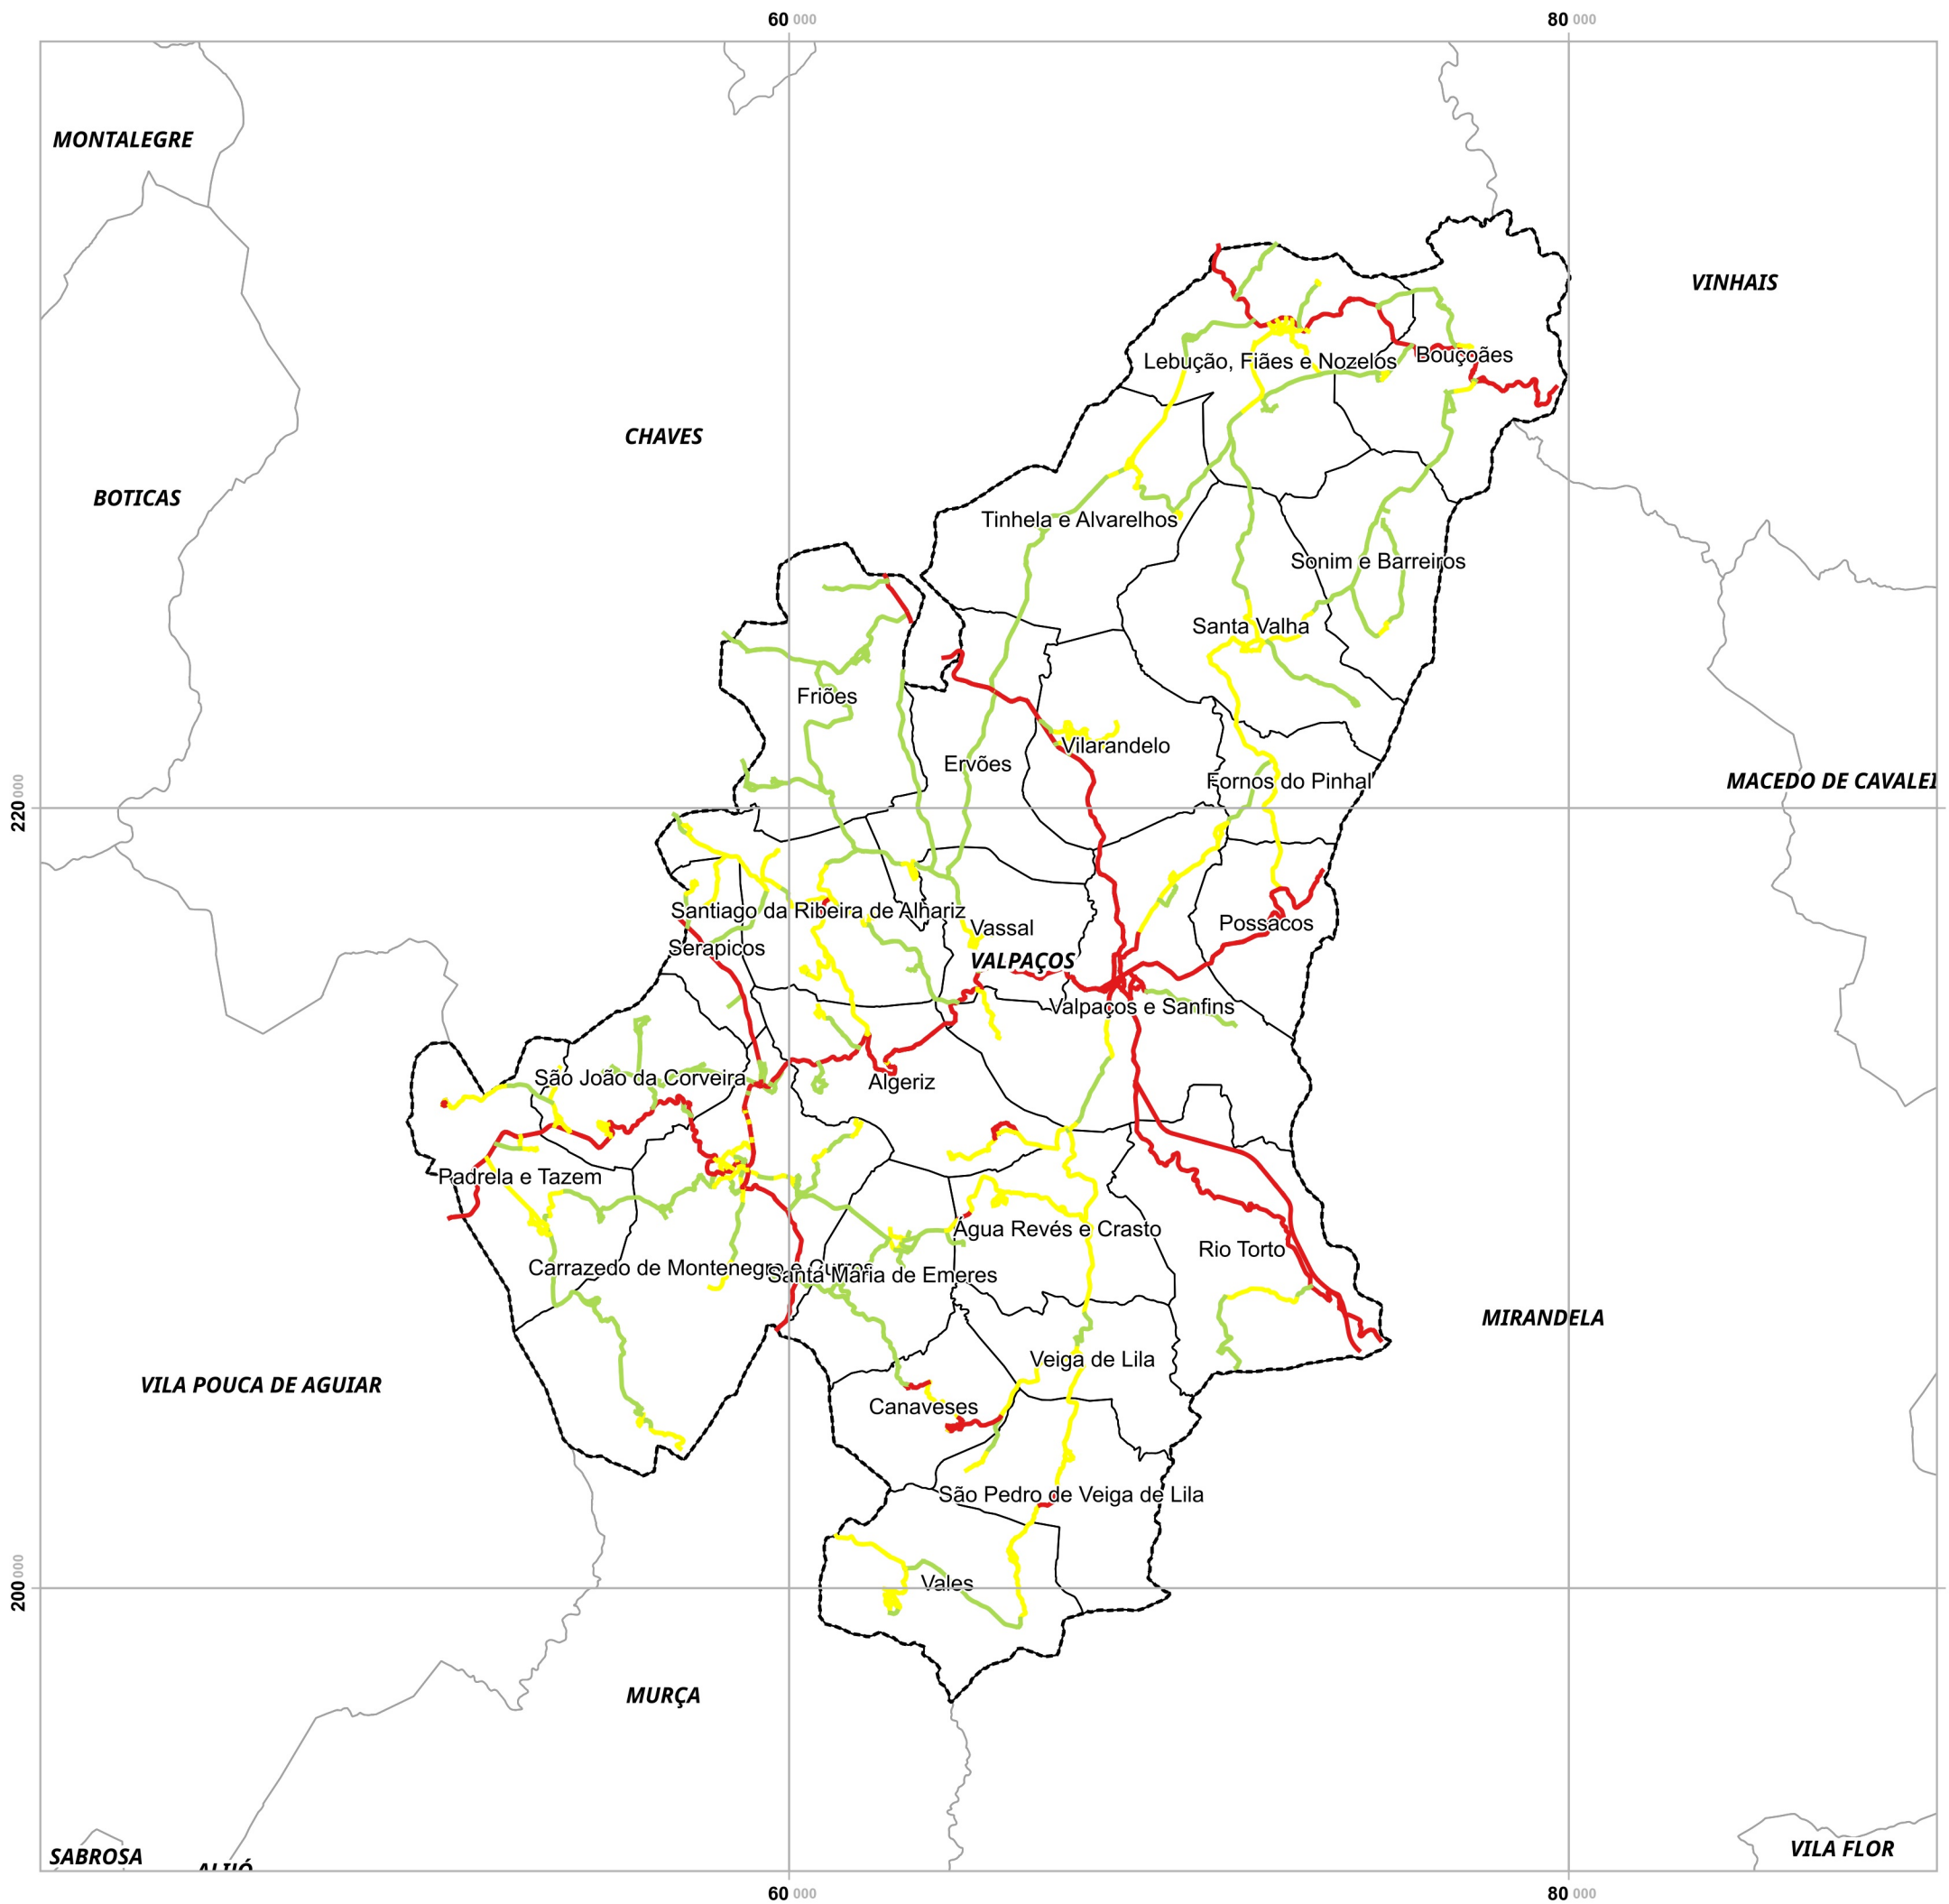 60 000
80 000
MONTALEGRE
VINHAIS
Lebução, Fiães e Nozelos
Bouçoães
CHAVES
BOTICAS
Tinhela e Alvarelhos
Sonim e Barreiros
Santa Valha
Friões
Vilarandelo
Ervões
Fornos do Pinhal
MACEDO DE CAVALEI
220 000
Santiago da Ribeira de Alhariz
Possacos
Vassal
Serapicos
VALPAÇOS
Valpaços e Sanfins
São João da Corveira
Algeriz
Padrela e Tazem
Água Revés e Crasto
Rio Torto
Carrazedo de Montenegro e Curros
Santa Maria de Emeres
MIRANDELA
Veiga de Lila
VILA POUCA DE AGUIAR
Canaveses
São Pedro de Veiga de Lila
Vales
200 000
MURÇA
VILA FLOR
SABROSA
ALIJÓ
60 000
80 000